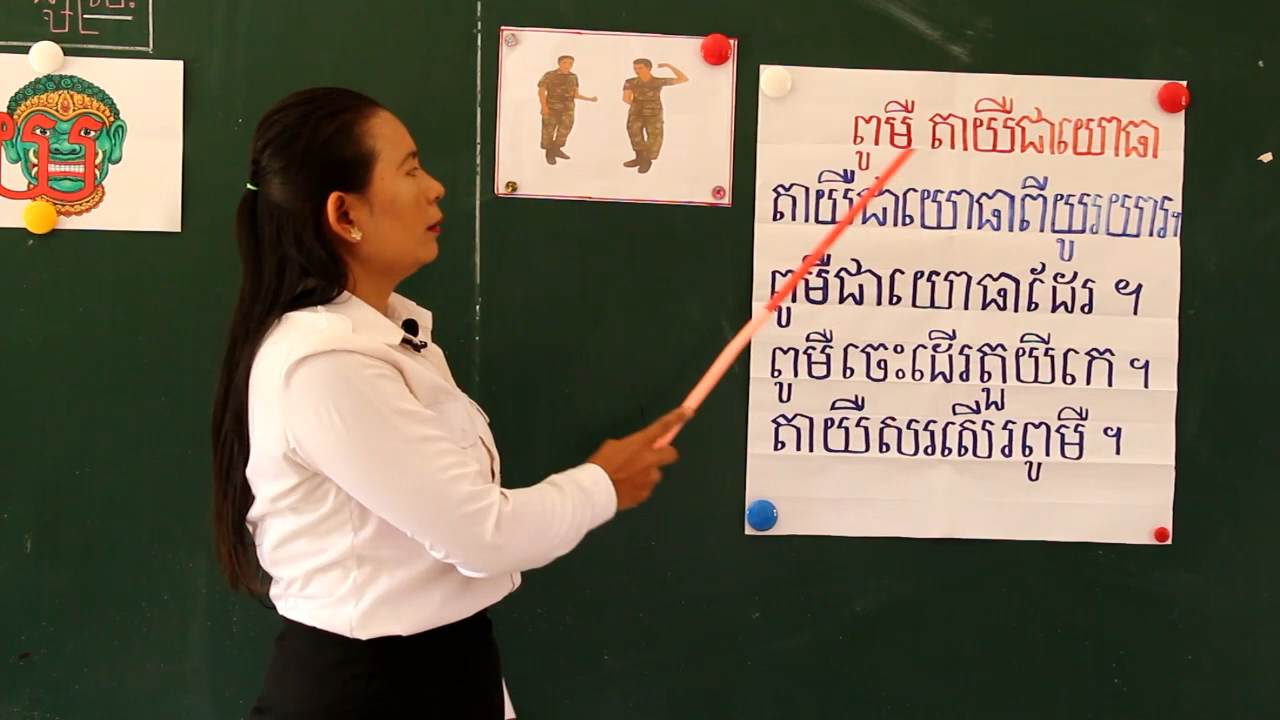 ពូមី តាយឺជាយោធា
តាយឺជាយោធាពីយូរយារ។
ពូមីជាយោធាដែរ ។
ពូមីចេះដើរតួយីកេ ។
តាយឺសរសើរពូមី ។